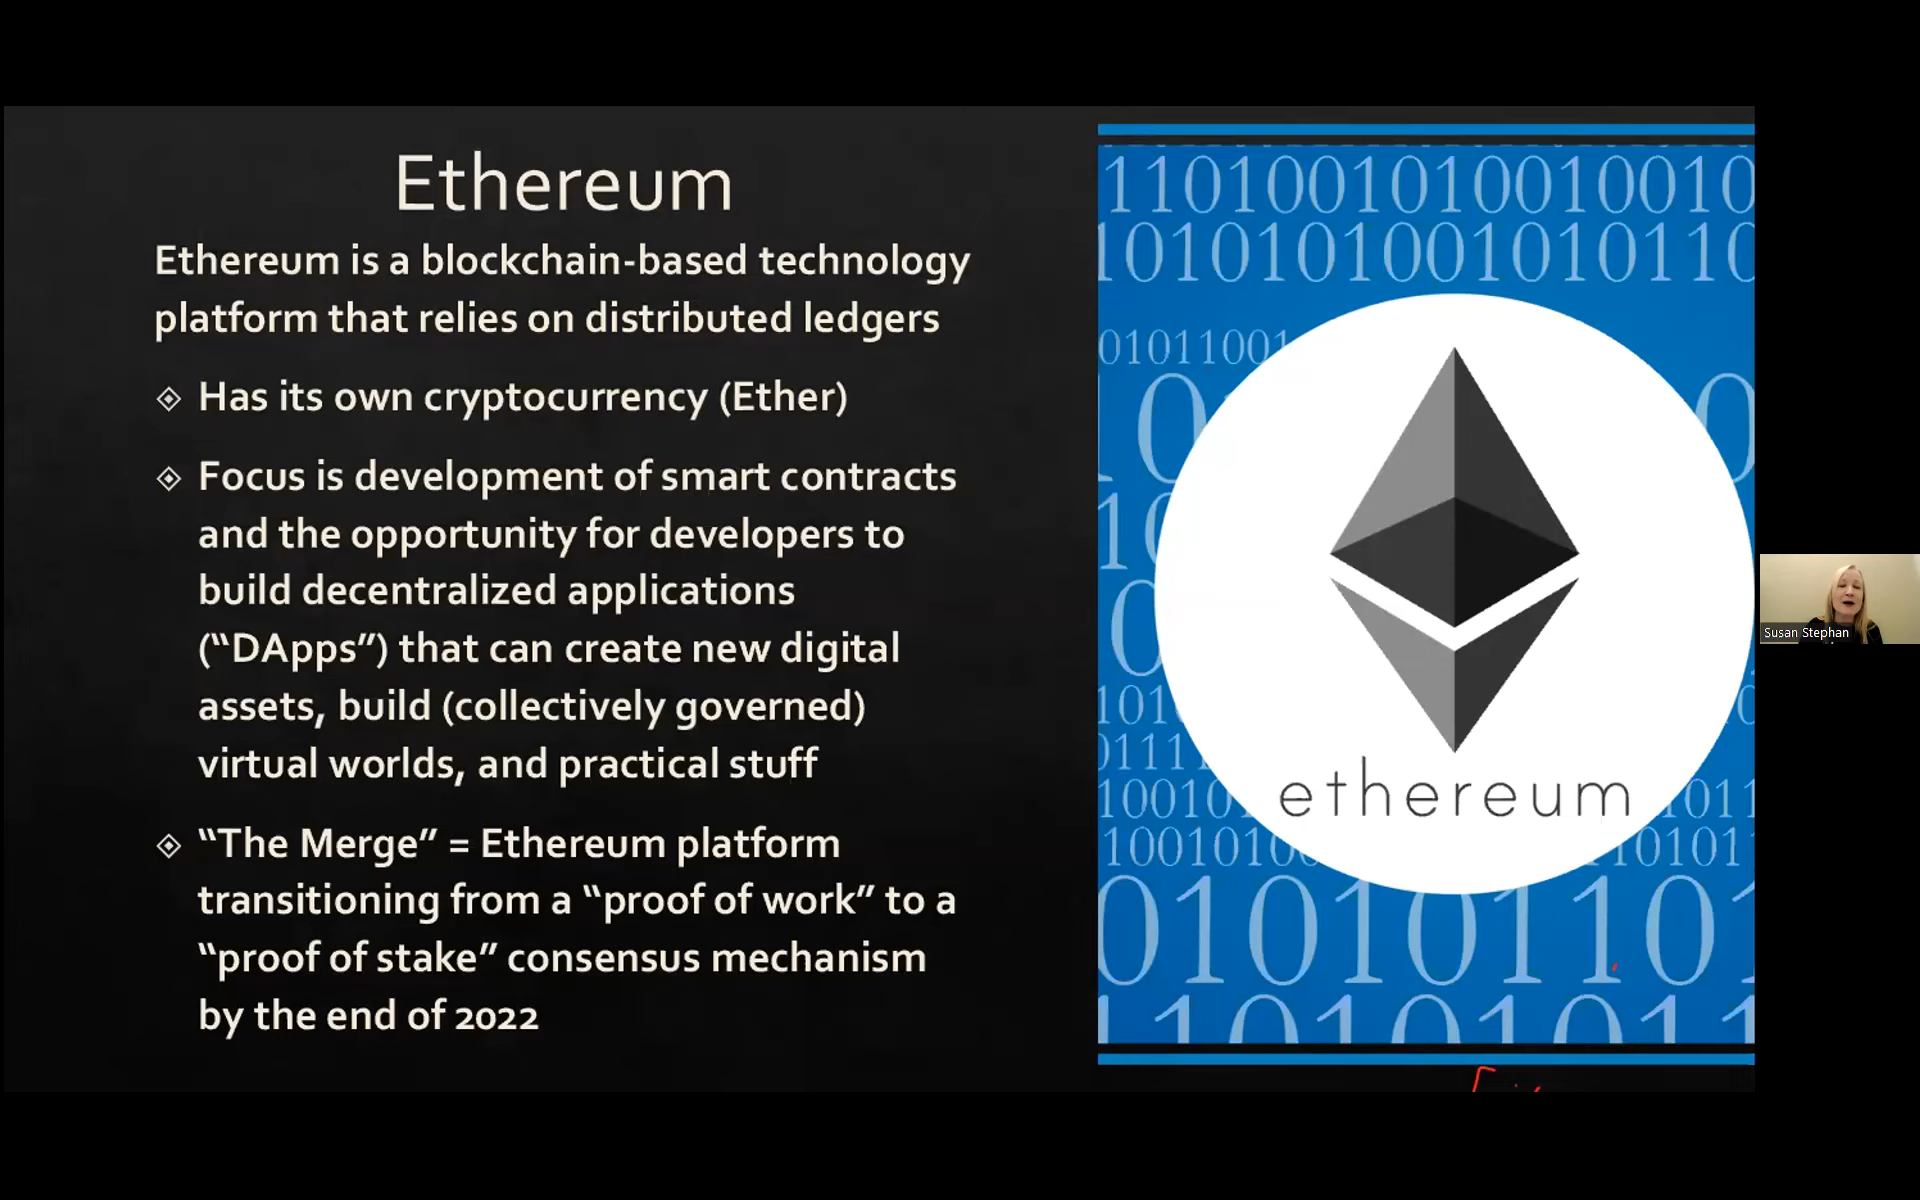 Ethereum
Ethereum is a blockchain-based technology
platform that relies on distributed ledgers
Has its own cryptocurrency (Ether)
Focus is development of smart contracts
and the opportunity for developers to
build decentralized applications
(“DApps”) that can create new digital
assets, build (collectively governed)
virtual worlds, and practical stuff
“The Merge” = Ethereum platform
transitioning from a “proof of work” to a
“proof of stake” consensus mechanism
by the end of 2022
110100101001001001
101010100101011
01011001
ethereum
Susan Stephan